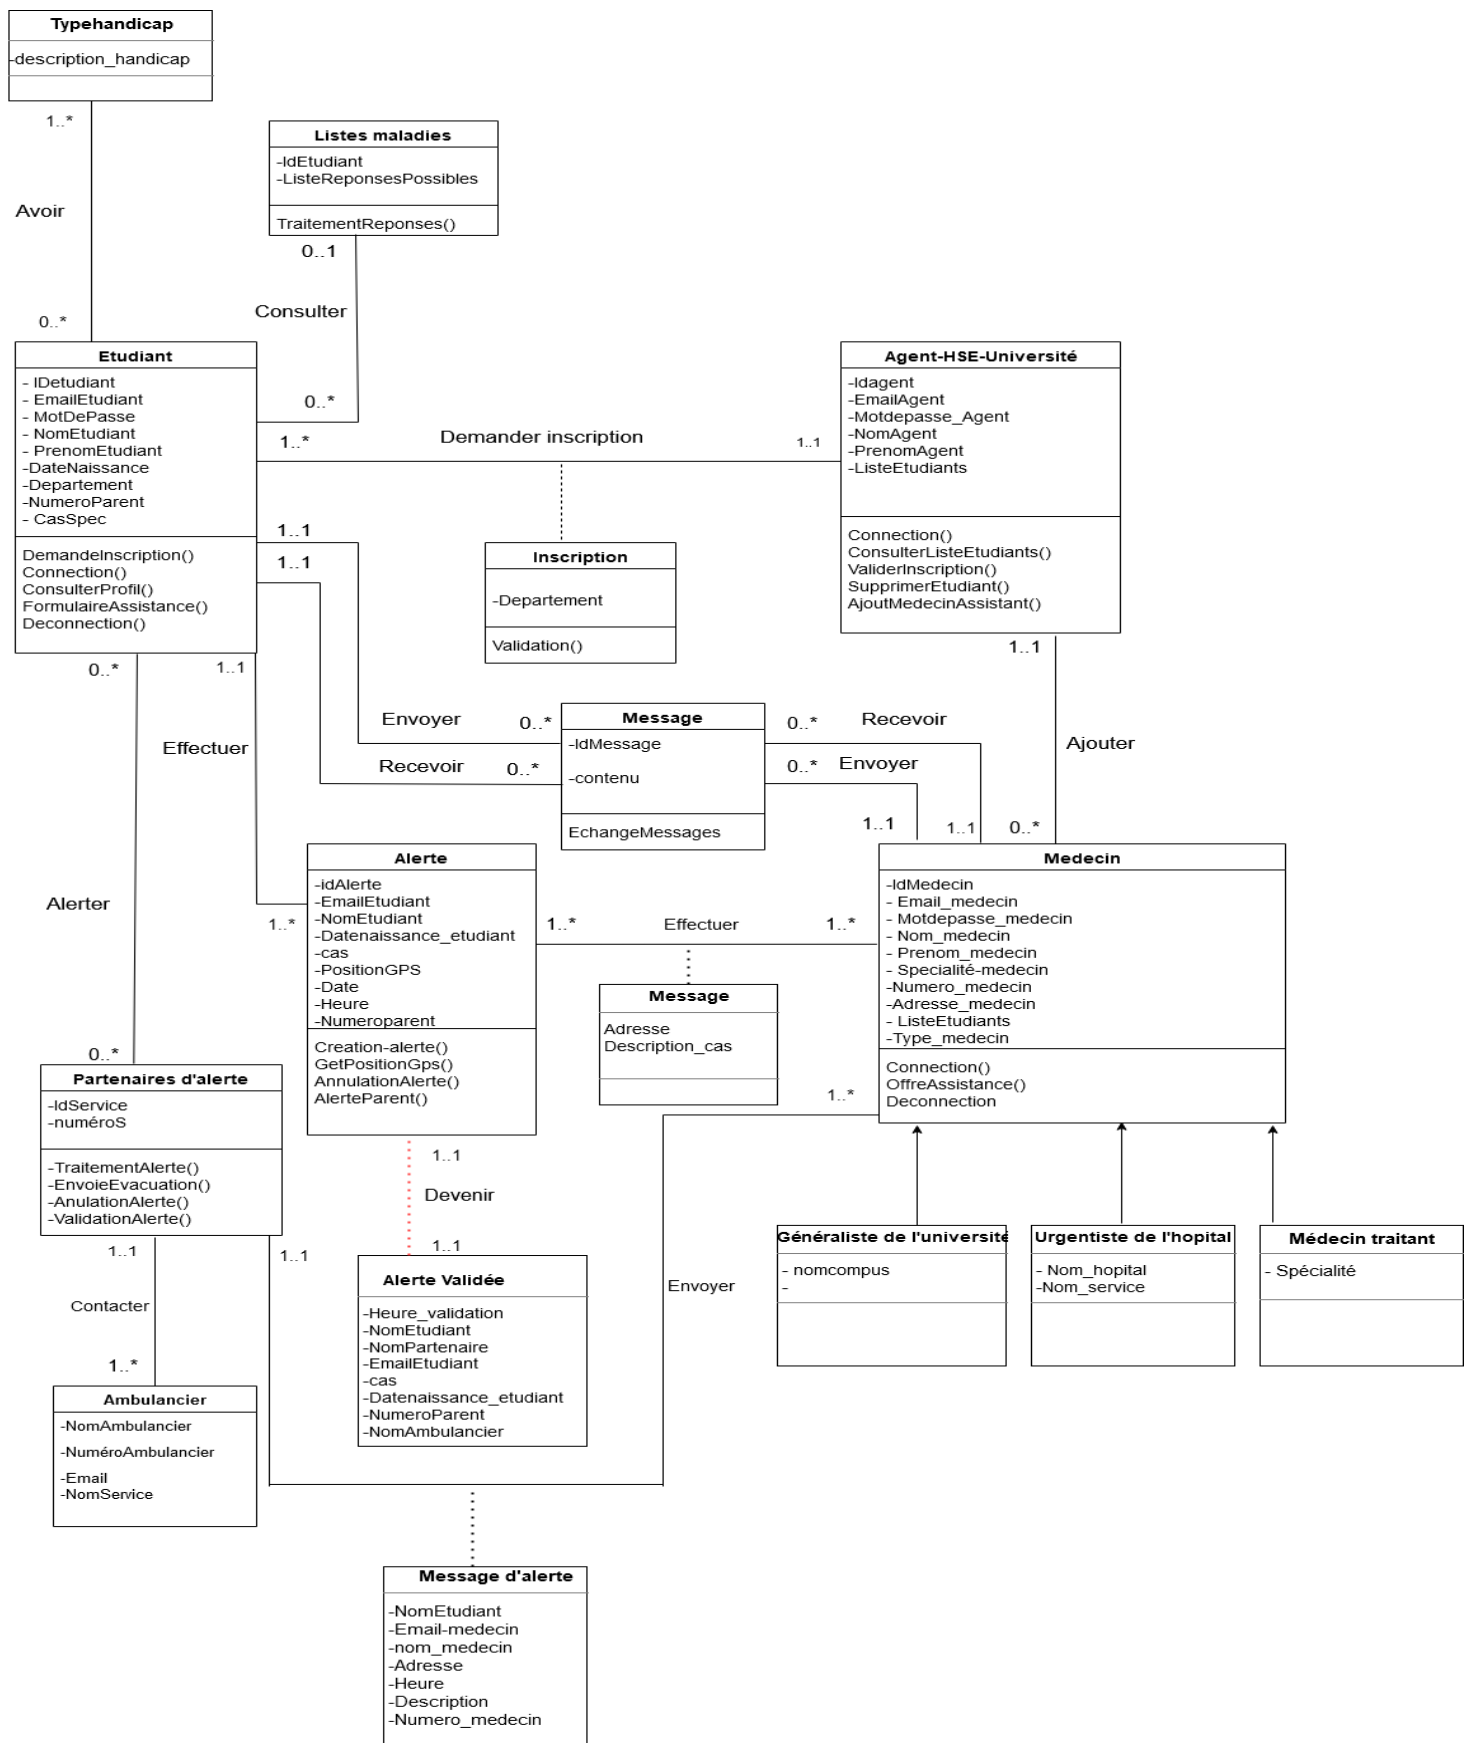 Typehandicap
-description_handicap
1..*
Avoir
0..*
Listes maladies
-IdEtudiant
-ListeReponsesPossibles
TraitementReponses()
0..1
Consulter
0..*
Etudiant
- IDetudiant
- EmailEtudiant
- MotDePasse
- NomEtudiant
- PrenomEtudiant
-DateNaissance
-Departement
-NumeroParent
- CasSpec
DemandeInscription()
Connection()
ConsulterProfil()
FormulaireAssistance()
Deconnection()
1..*
Demander inscription
1..1
Agent-HSE-Université
-Idagent
-EmailAgent
-Motdepasse_Agent
-NomAgent
-PrenomAgent
-ListeEtudiants
Connection()
ConsulterListeEtudiants()
ValiderInscription()
SupprimerEtudiant()
AjoutMedecinAssistant()
Inscription
-Departement
Validation()
1..1
1..1
0..*
1..1
1..1
Envoyer
0..*
Recevoir
0..*
Message
-IdMessage
-contenu
EchangeMessages
0..*
Recevoir
0..*
Envoyer
1..1
1..1
0..*
Ajouter
Effectuer
Alerter
1..*
Alerte
-idAlerte
-EmailEtudiant
-NomEtudiant
-Datenaissance_etudiant
-cas
-PositionGPS
-Date
-Heure
-Numeroparent
Creation-alerte()
GetPositionGps()
AnnulationAlerte()
AlerteParent()
1..*
Effectuer
1..*
Message
Adresse
Description_cas
Medecin
-IdMedecin
- Email_medecin
- Motdepasse_medecin
- Nom_medecin
- Prenom_medecin
- Specialité-medecin
-Numero_medecin
-Adresse_medecin
- ListeEtudiants
-Type_medecin
Connection()
OffreAssistance()
Deconnection
1..*
0..*
Partenaires d'alerte
-IdService
-numéroS
-TraitementAlerte()
-EnvoieEvacuation()
-AnulationAlerte()
-ValidationAlerte()
1..1
1..1
Contacter
1..*
Ambulancier
-NomAmbulancier
-NuméroAmbulancier
-Email
-NomService
1..1
Devenir
1..1
Alerte Validée
-Heure_validation
-NomEtudiant
-NomPartenaire
-EmailEtudiant
-cas
-Datenaissance_etudiant
-NumeroParent
-NomAmbulancier
Envoyer
Généraliste de l'université
- nomcompus
-
Urgentiste de l'hopital
- Nom_hopital
-Nom_service
Médecin traitant
- Spécialité
Message d'alerte
-NomEtudiant
-Email-medecin
-nom_medecin
-Adresse
-Heure
-Description
-Numero_medecin